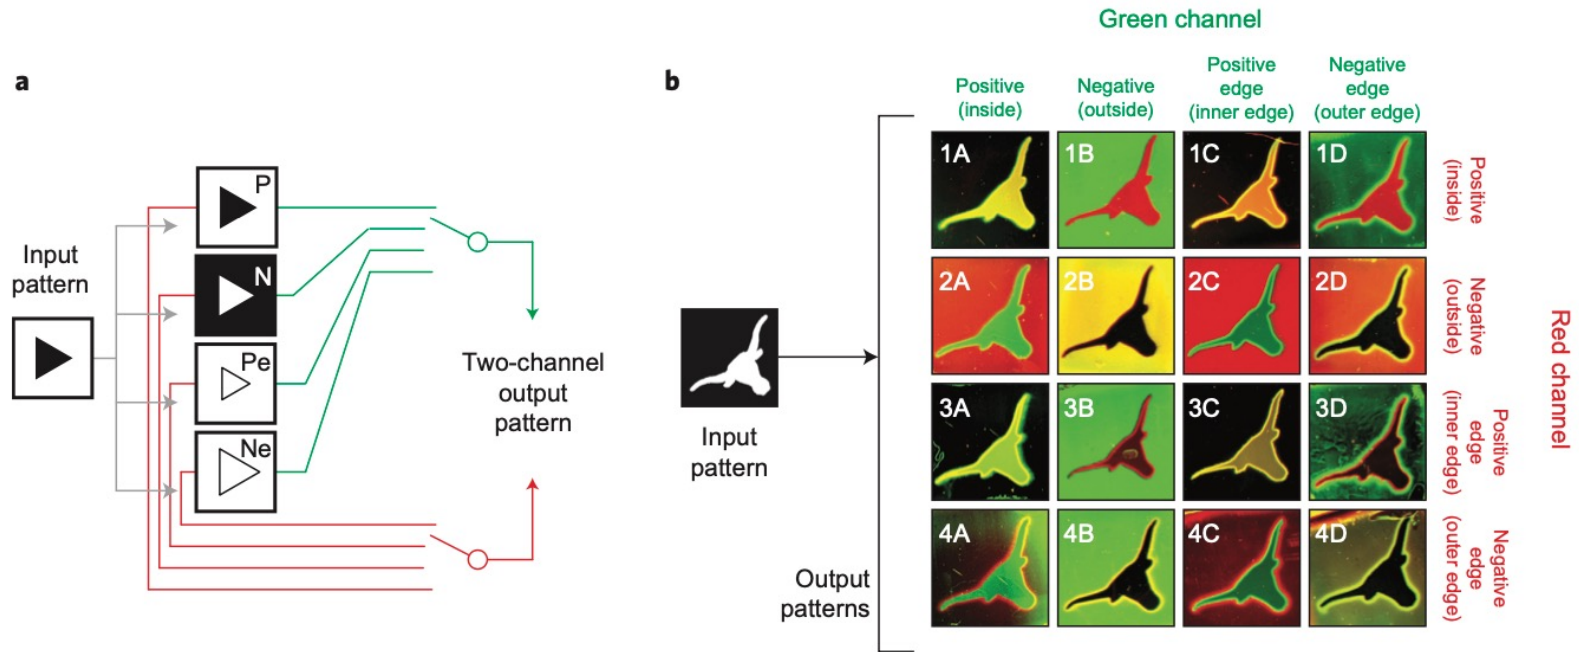 a
Input
pattern
P
N
Pe
Ne
Two-channel
output
pattern
b
Input
pattern
Output
patterns
Green channel
Positive
(inside)
Negative
(outside)
Positive
edge
(inner edge)
Negative
edge
(outer edge)
1A
1B
1C
1D
Positive
(inside)
2A
2B
2C
2D
Negative
(outside)
3A
3B
3C
3D
Positive
edge
(inner edge)
4A
4B
4C
4D
Negative
edge
(outer edge)
Red channel